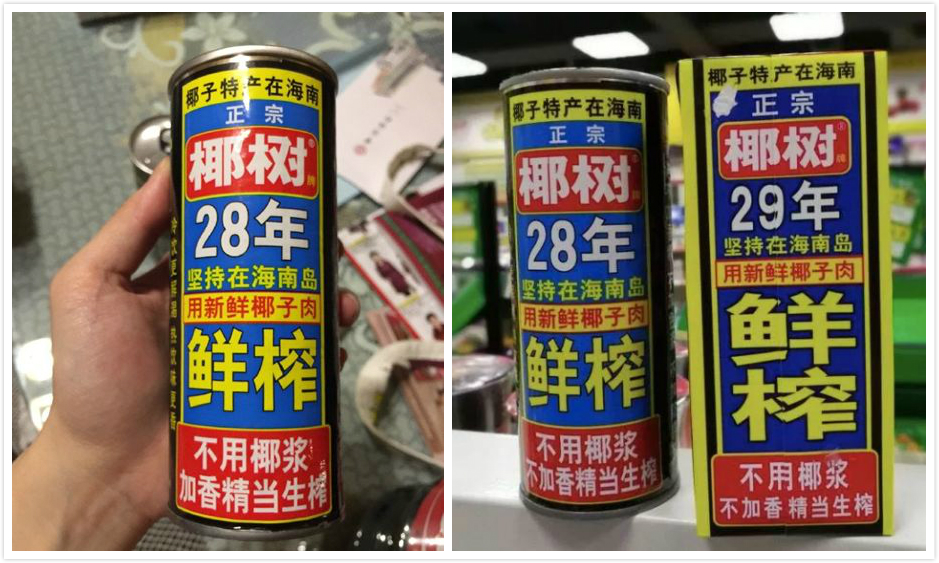 椰子特产在海南
正宗
椰树®牌
28年
坚持在海南岛
用新鲜椰子肉
鲜榨
不用椰浆
加香精当生榨
椰子特产在海南
正宗
椰树牌
28年
坚持在海南岛
用新鲜椰子肉
鲜榨
不用椰浆
不加香精当生榨
椰子特产在海南
正宗
椰树®牌
29年
坚持在海南岛
用新鲜椰子肉
鲜
榨
不用椰浆
不加香精当生榨